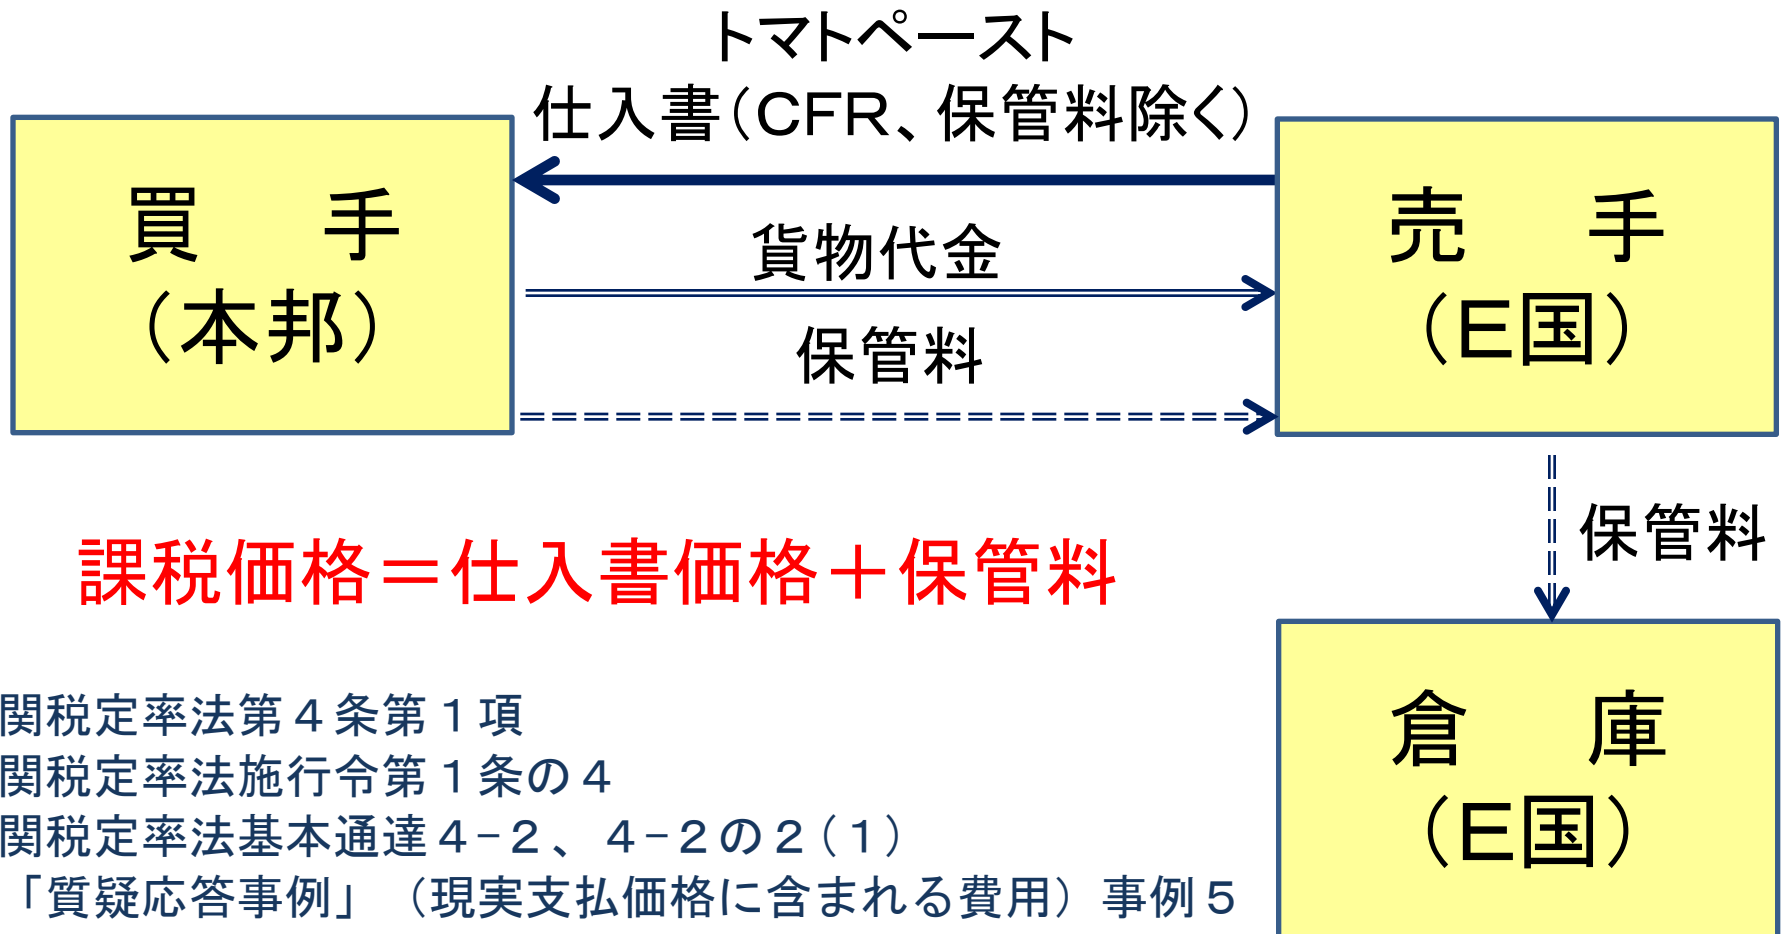 トマトペースト
仕入書（ＣＦＲ、保管料除く）
買　手
（本邦）
売　手
（Ｅ国）
貨物代金
保管料
保管料
課税価格＝仕入書価格＋保管料
倉　庫
（Ｅ国）
関税定率法第４条第１項
関税定率法施行令第１条の４
関税定率法基本通達４−２、４−２の２（１）
「質疑応答事例」（現実支払価格に含まれる費用）事例５